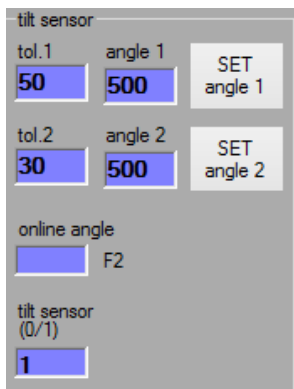 tilt sensor
tol.1 angle 1
50 500 SET
angle 1
tol.2 angle 2
30 500 SET
angle 2
online angle
F2
tilt sensor
(0/1)
1